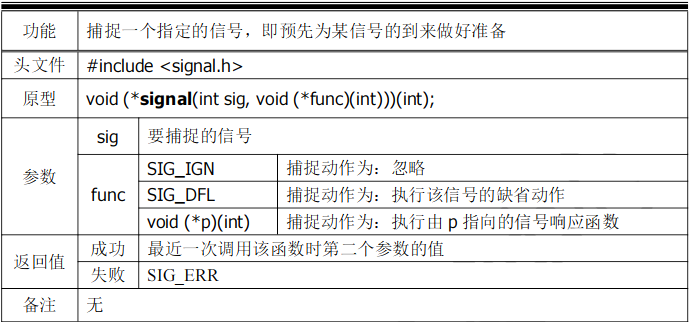 功能 捕捉一个指定的信号，即预先为某信号的到来做好准备
头文件 #include <signal.h>
原型 void (*signal(int sig, void (*func)(int)))(int);
参数 sig 要捕捉的信号
func SIG_IGN 捕捉动作为：忽略
SIG_DFL 捕捉动作为：执行该信号的缺省动作
void (*p)(int) 捕捉动作为：执行由 p 指向的信号响应函数
返回值 成功 最近一次调用该函数时第二个参数的值
失败 SIG_ERR
备注 无